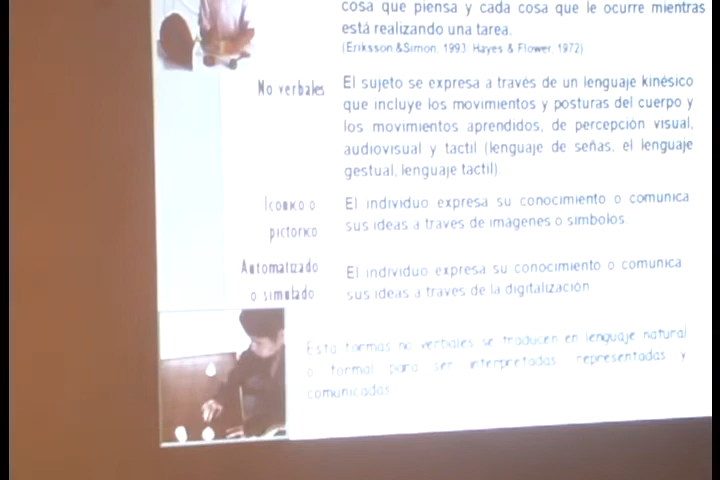 cosa que piensa y cada cosa que le ocurre mientras
está realizando una tarea.
(Eriksson &Simon, 1993; Hayes & Flower, 1972)
No verbales
El sujeto se expresa a través de un lenguaje kinésico
que incluye los movimientos y posturas del cuerpo y
los movimientos aprendidos, de percepción visual,
audiovisual y tactil (lenguaje de señas, el lenguaje
gestual, lenguaje tactil).
Iconico o
pictorico
El individuo expresa su conocimiento o comunica
sus ideas a traves de imágenes o símbolos.
Automatizado
o simulado
El individuo expresa su conocimiento o comunica
sus ideas a traves de la digitalización
Esta formas no verbales se traducen en lenguaje natural
o formal para ser interpretadas representadas y
comunicadas